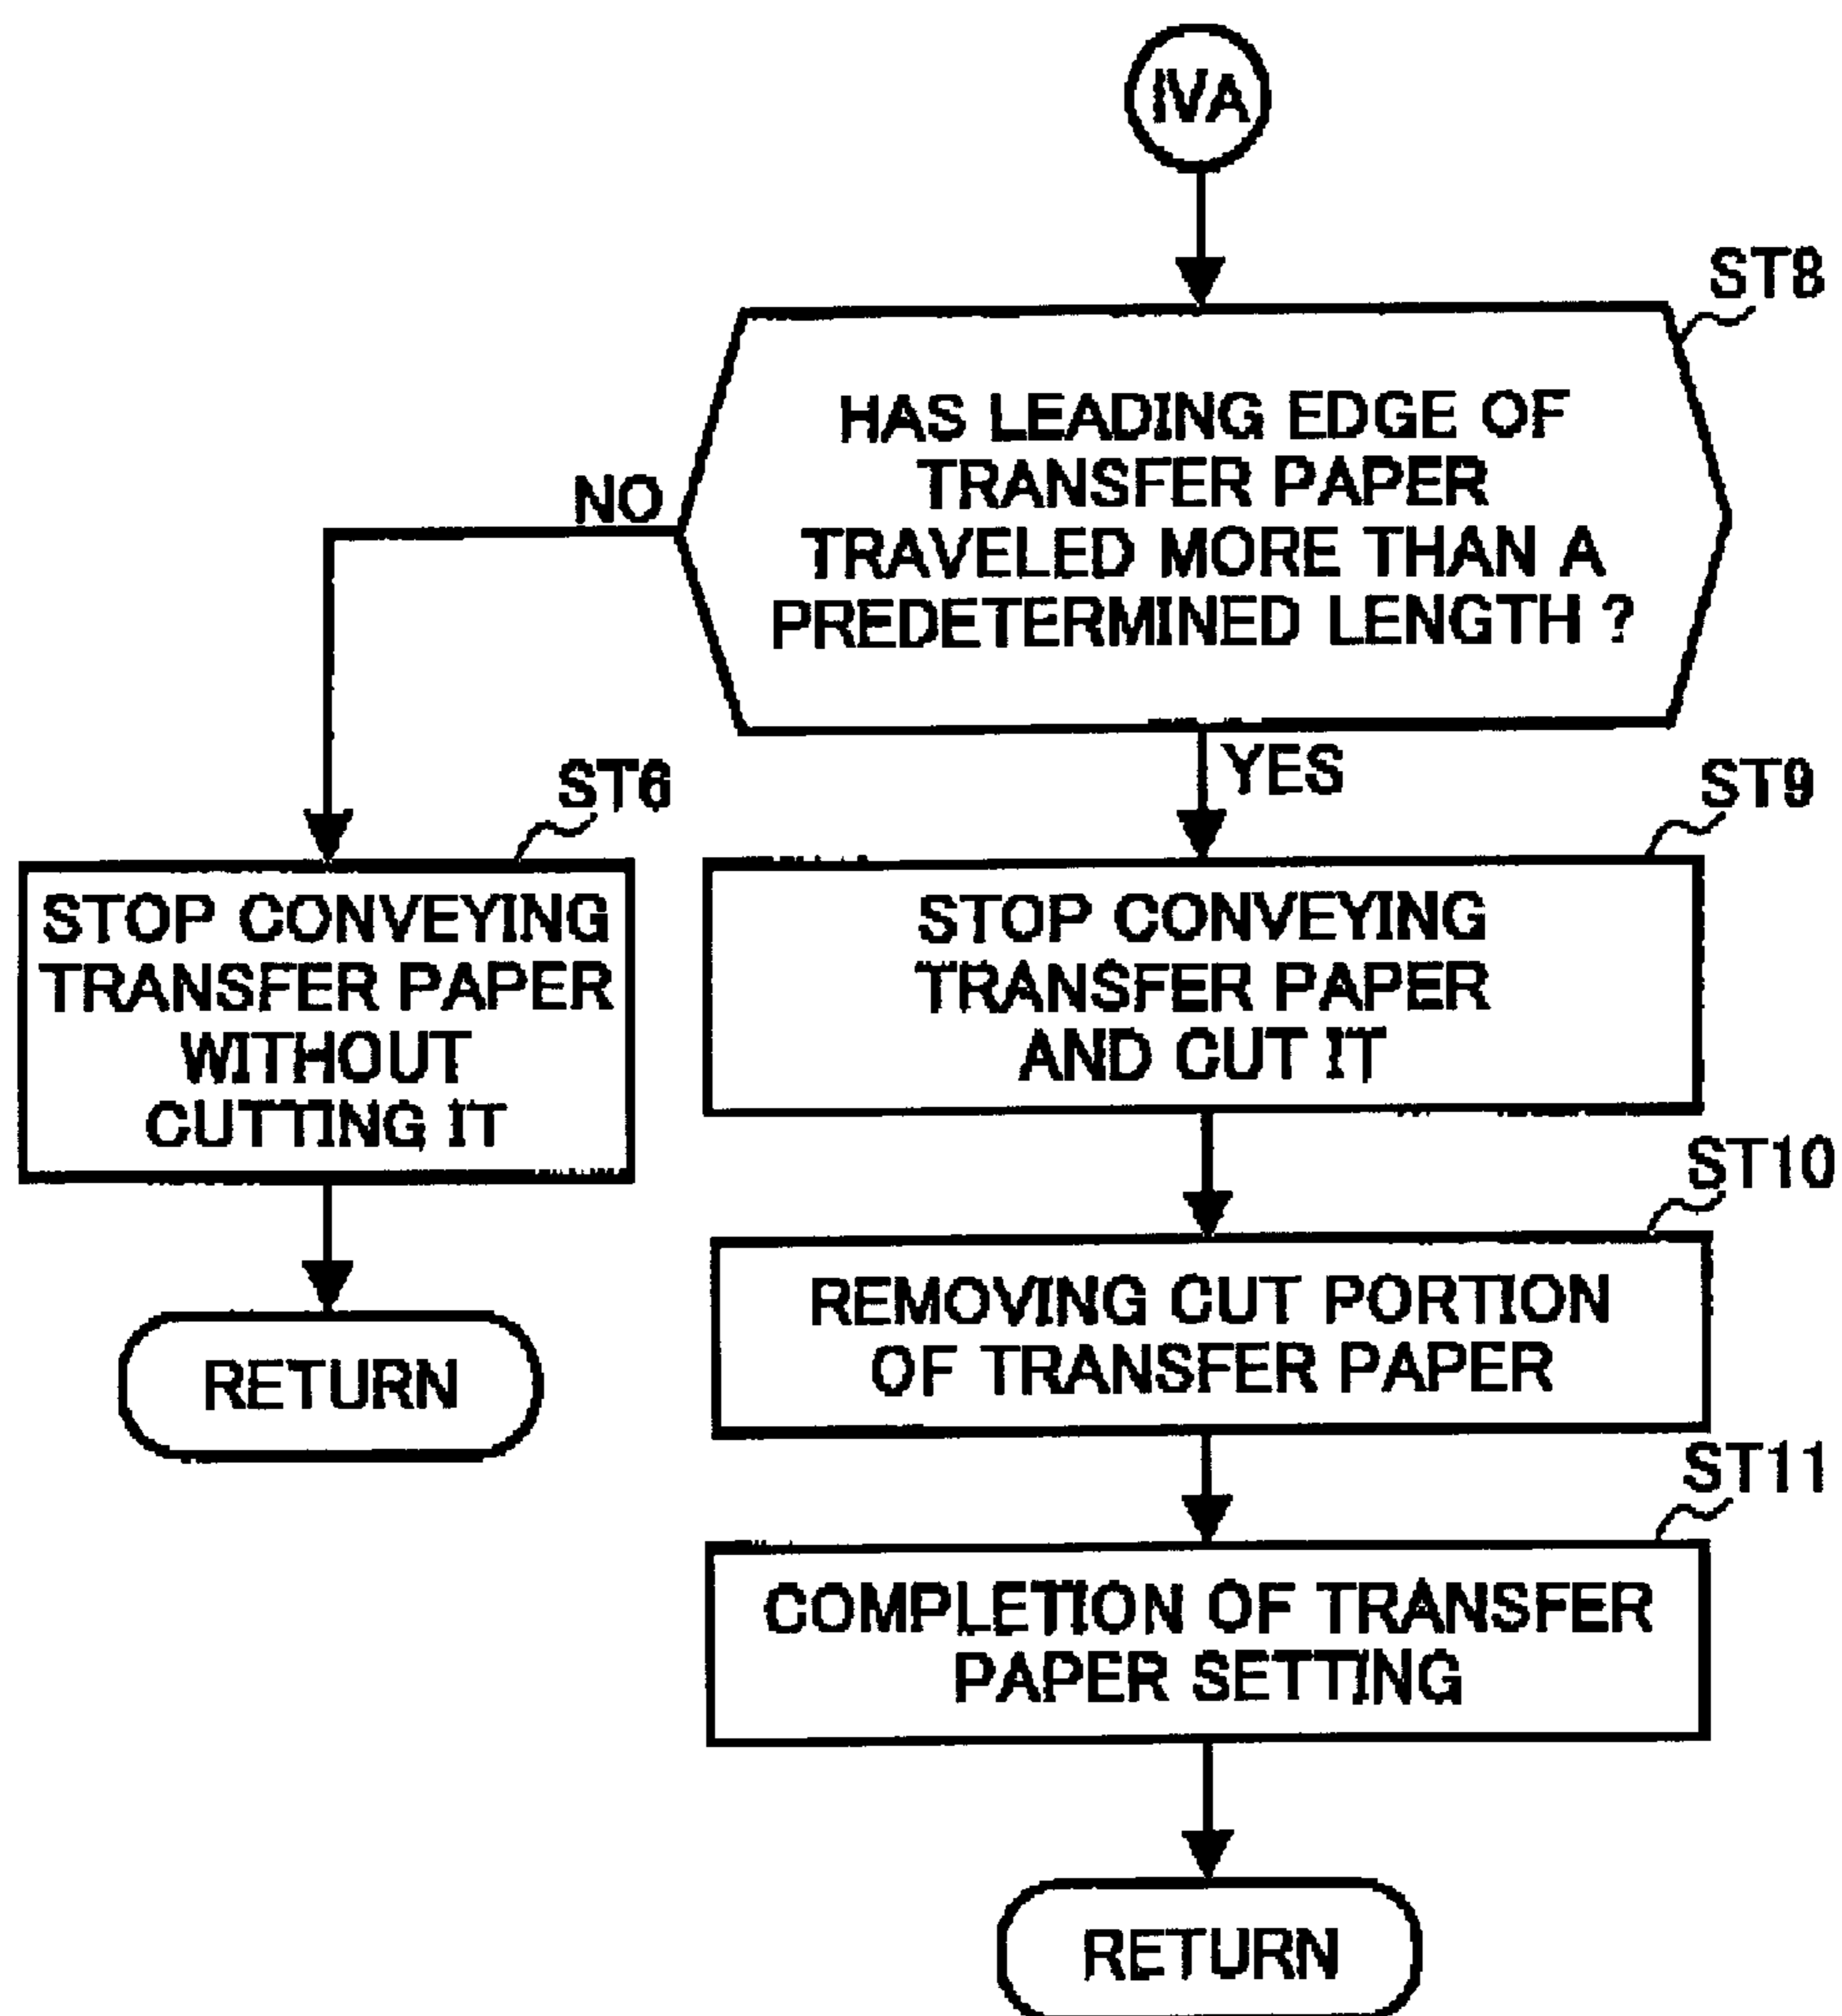 IVA
ST8
HAS LEADING EDGE OF
TRANSFER PAPER
TRAVELED MORE THAN A
PREDETERMINED LENGTH ?
NO
YES
ST6
STOP CONVEYING
TRANSFER PAPER
WITHOUT
CUTTING IT
RETURN
ST9
STOP CONVEYING
TRANSFER PAPER
AND CUT IT
ST10
REMOVING CUT PORTION
OF TRANSFER PAPER
ST11
COMPLETION OF TRANSFER
PAPER SETTING
RETURN